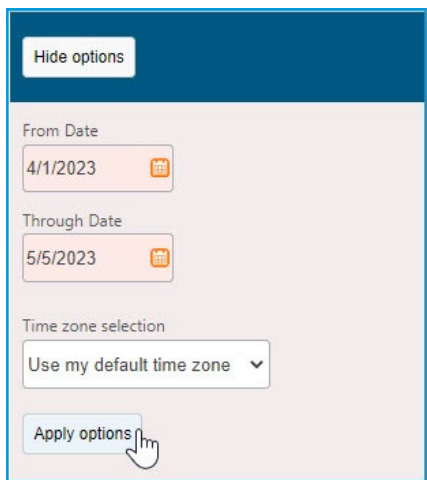 Hide options
From Date
4/1/2023
Through Date
5/5/2023
Time zone selection
Use my default time zone
Apply options